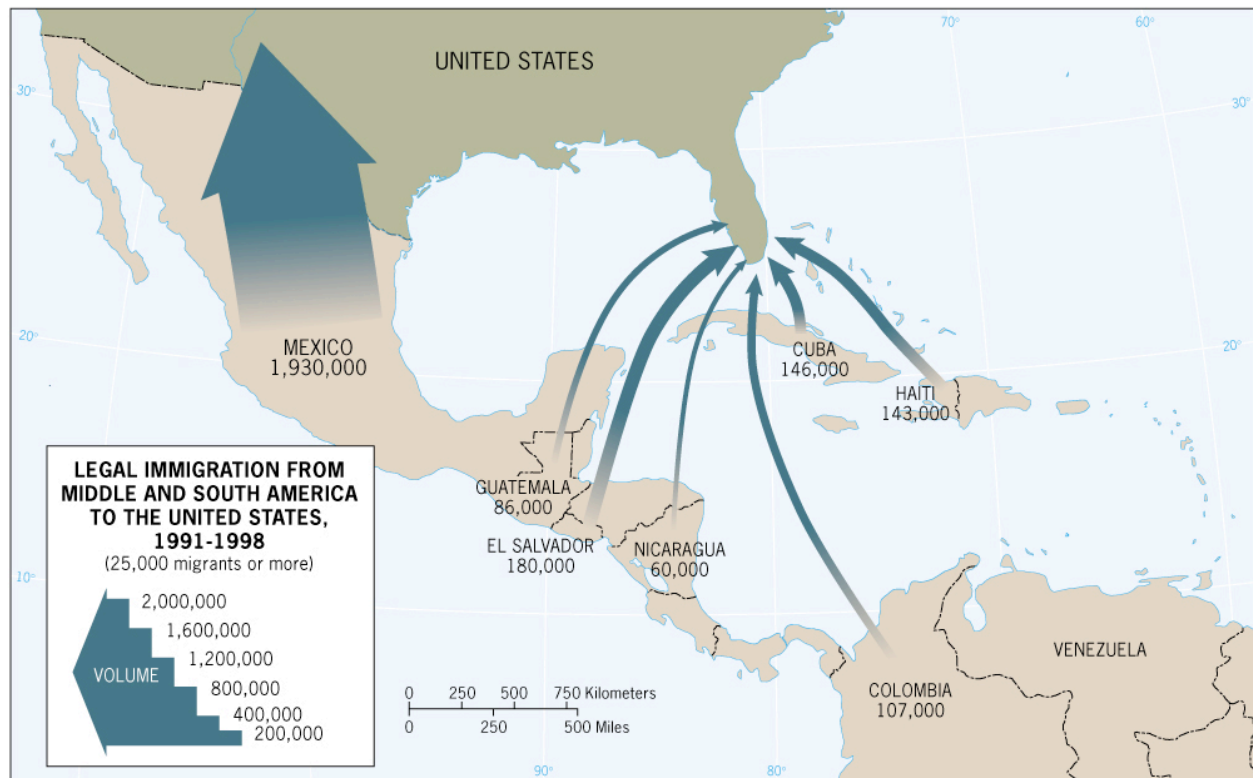 70°
60°
UNITED STATES
30°
30°
20°
MEXICO
1,930,000
CUBA
146,000
20°
HAITI
143,000
LEGAL IMMIGRATION FROM
MIDDLE AND SOUTH AMERICA
TO THE UNITED STATES,
1991-1998
(25,000 migrants or more)
GUATEMALA
86,000
EL SALVADOR
180,000
NICARAGUA
60,000
10°
10°
2,000,000
1,600,000
1,200,000
800,000
400,000
200,000
VOLUME
VENEZUELA
COLOMBIA
107,000
0 250 500 750 Kilometers
0 250 500 Miles
90°
80°